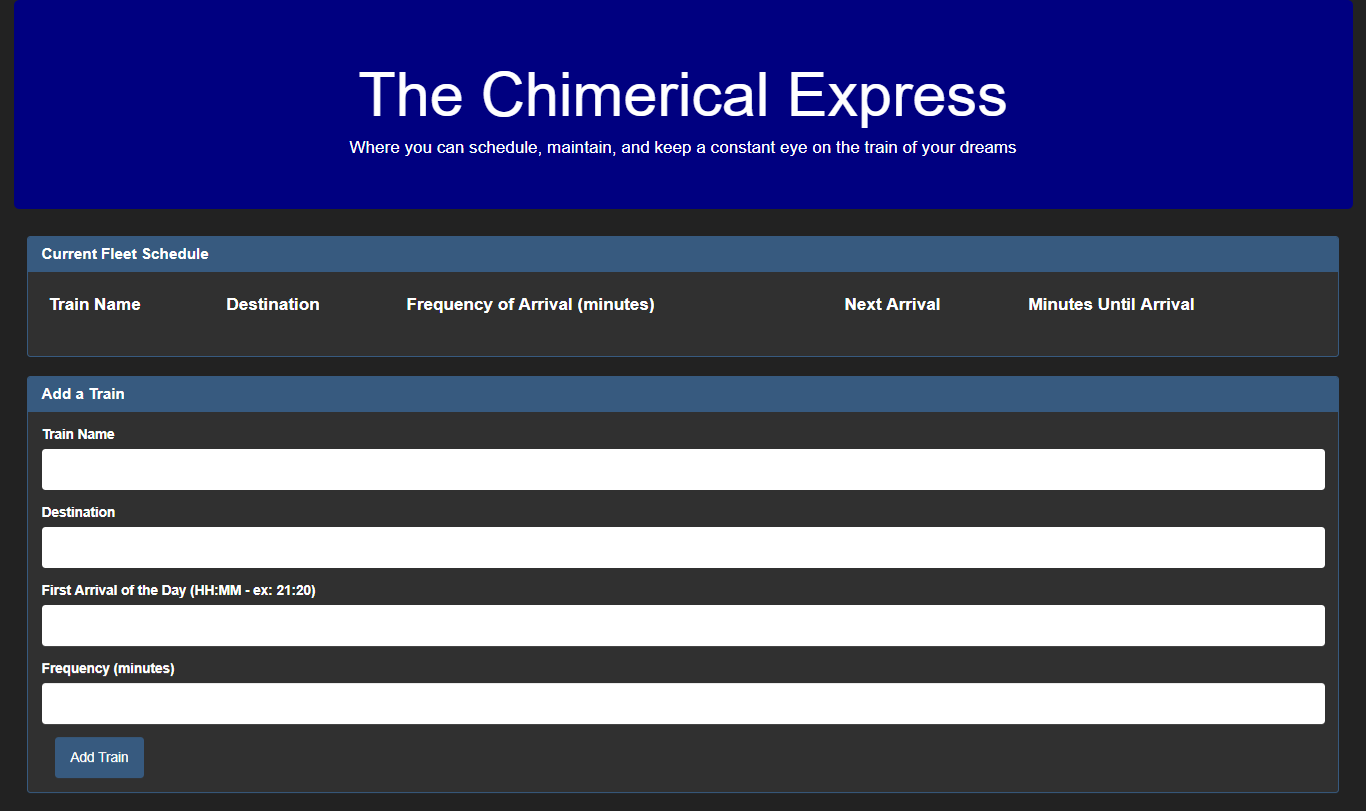 The Chimerical Express
Where you can schedule, maintain, and keep a constant eye on the train of your dreams
Current Fleet Schedule
Train Name Destination Frequency of Arrival (minutes) Next Arrival Minutes Until Arrival
Add a Train
Train Name
Destination
First Arrival of the Day (HH:MM - ex: 21:20)
Frequency (minutes)
Add Train